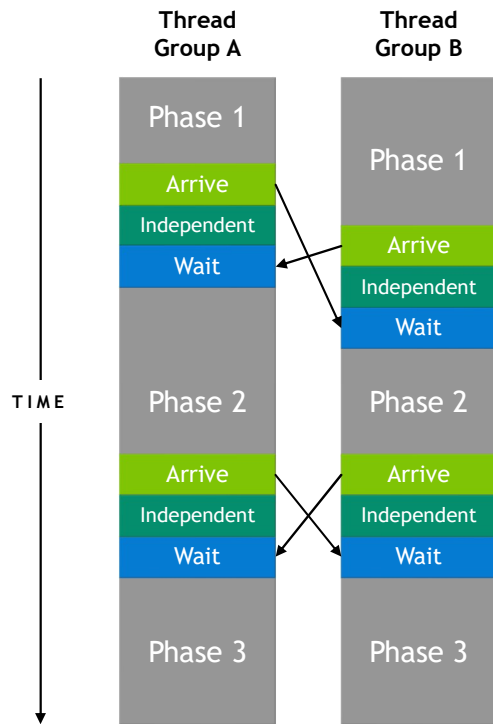 Thread
Group A
Thread
Group B
Phase 1
Arrive
Independent
Wait
Phase 2
Arrive
Independent
Wait
Phase 3
Phase 1
Arrive
Independent
Wait
Phase 2
Arrive
Independent
Wait
Phase 3
TIME